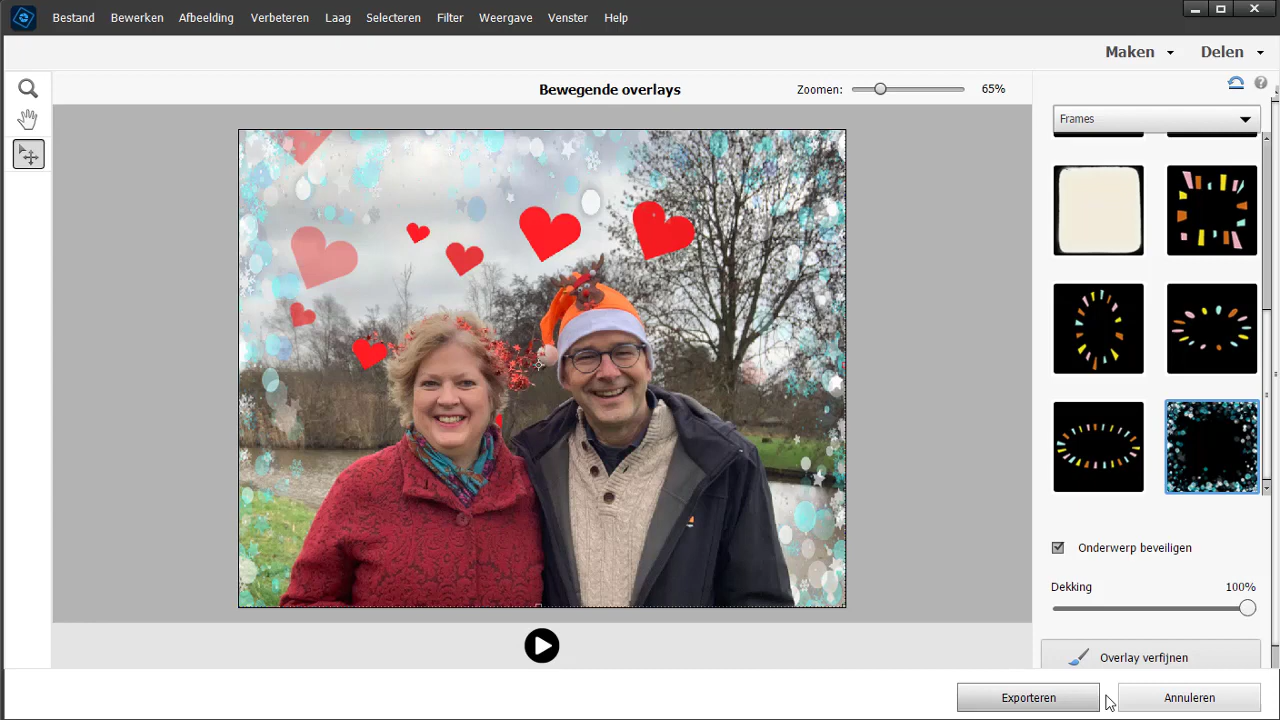 Bestand Bewerken Afbeelding Verbeteren Laag Selecteren Filter Weergave Venster Help
Maken Delen
Bewegende overlays Zoomen: 65%
Frames
Onderwerp beveiligen
Dekking 100%
Overlay verfijnen
Exporteren Annuleren